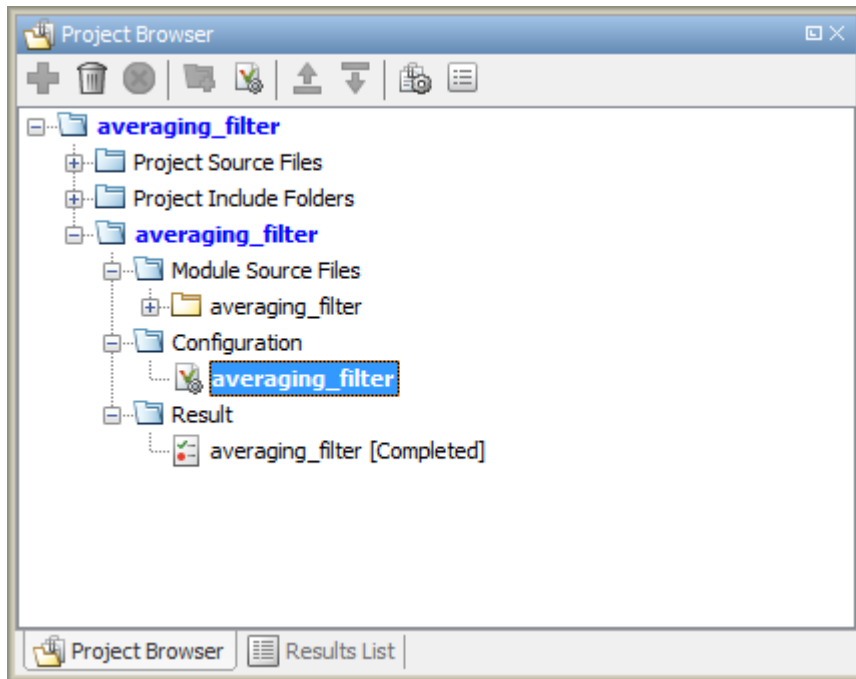 Project Browser
averaging_filter
Project Source Files
Project Include Folders
averaging_filter
Module Source Files
averaging_filter
Configuration
averaging_filter
Result
averaging_filter [Completed]
Project Browser Results List